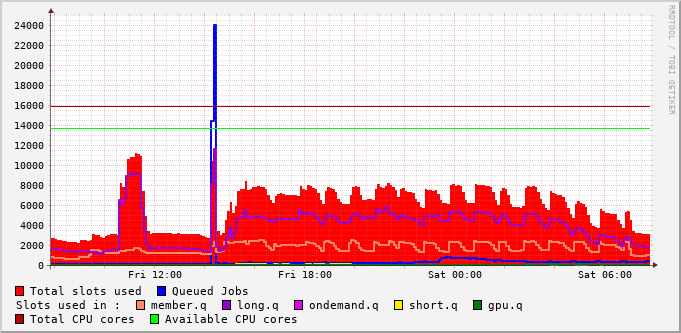 RRDTOOL / TOBI OETIKER
24000
22000
20000
18000
16000
14000
12000
10000
8000
6000
4000
2000
0
Fri 12:00 Fri 18:00 Sat 00:00 Sat 06:00
Total slots used Queued Jobs
Slots used in : member.q long.q ondemand.q short.q gpu.q
Total CPU cores Available CPU cores